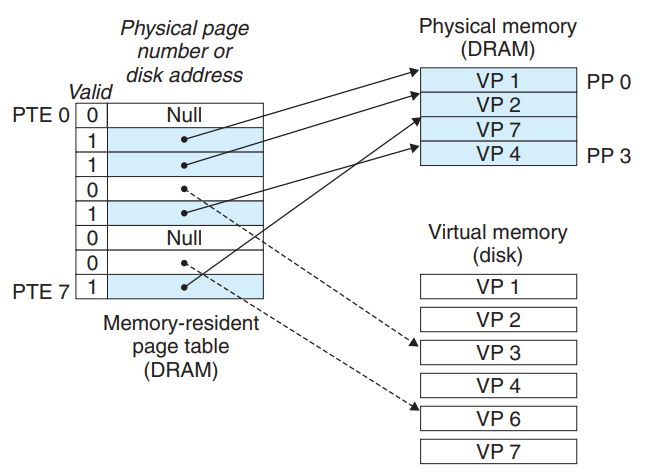 Physical page
number or
disk address
Valid
PTE 0 0 Null
1
1
0
1
0 Null
0
PTE 7 1
Memory-resident
page table
(DRAM)
Physical memory
(DRAM)
VP 1 PP 0
VP 2
VP 7
VP 4 PP 3
Virtual memory
(disk)
VP 1
VP 2
VP 3
VP 4
VP 6
VP 7